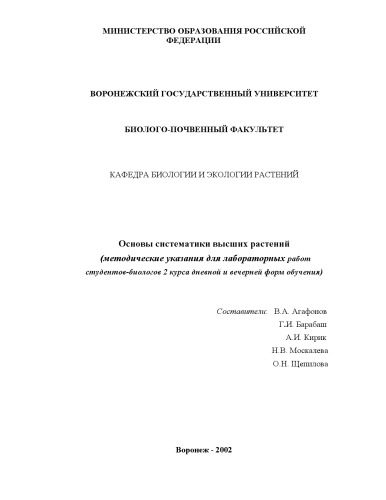 МИНИСТЕРСТВО ОБРАЗОВАНИЯ РОССИЙСКОЙ
ФЕДЕРАЦИИ
ВОРОНЕЖСКИЙ ГОСУДАРСТВЕННЫЙ УНИВЕРСИТЕТ
БИОЛОГО-ПОЧВЕННЫЙ ФАКУЛЬТЕТ
КАФЕДРА БИОЛОГИИ И ЭКОЛОГИИ РАСТЕНИЙ
Основы систематики высших растений
(методические указания для лабораторных работ
студентов-биологов 2 курса дневной и вечерней форм обучения)
Составители: В.А. Агафонов
Г.И. Барабаш
А.И. Кирик
Н.В. Москалева
О.Н. Щепилова
Воронеж - 2002